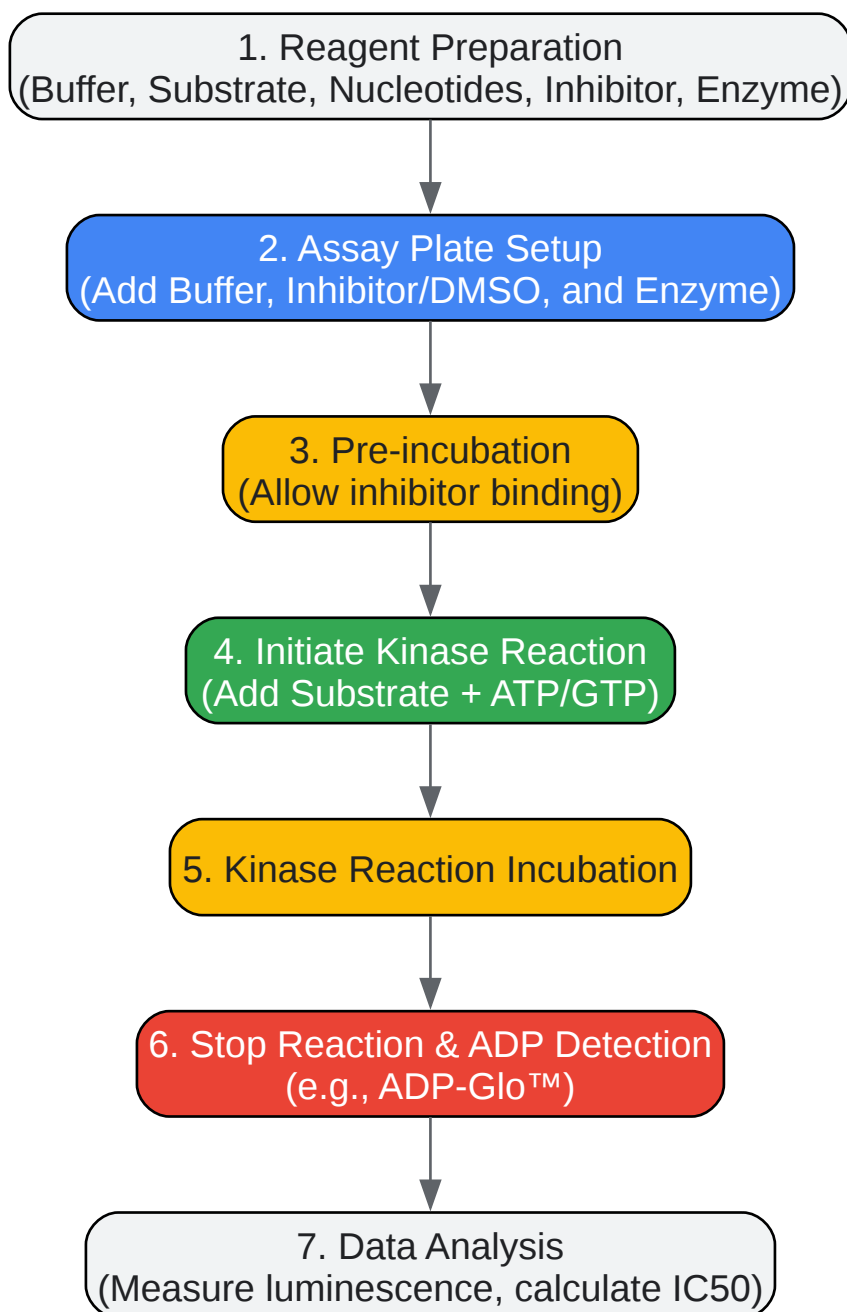 1. Reagent Preparation
(Buffer, Substrate, Nucleotides, Inhibitor, Enzyme)
2. Assay Plate Setup
(Add Buffer, Inhibitor/DMSO, and Enzyme)
3. Pre-incubation
(Allow inhibitor binding)
4. Initiate Kinase Reaction
(Add Substrate + ATP/GTP)
5. Kinase Reaction Incubation
6. Stop Reaction & ADP Detection
(e.g., ADP-Glo™)
7. Data Analysis
(Measure luminescence, calculate IC50)